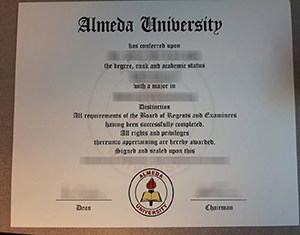 Almeda University
has conferred upon
the degree, rank and academic status
with a major in
Distinction
All requirements of the Board of Regents and Examiners
having been successfully completed.
All rights and privileges
thereunto appertaining are hereby awarded.
Signed and sealed upon this
ALMEDA
UNIVERSITY
Dean
Chairman